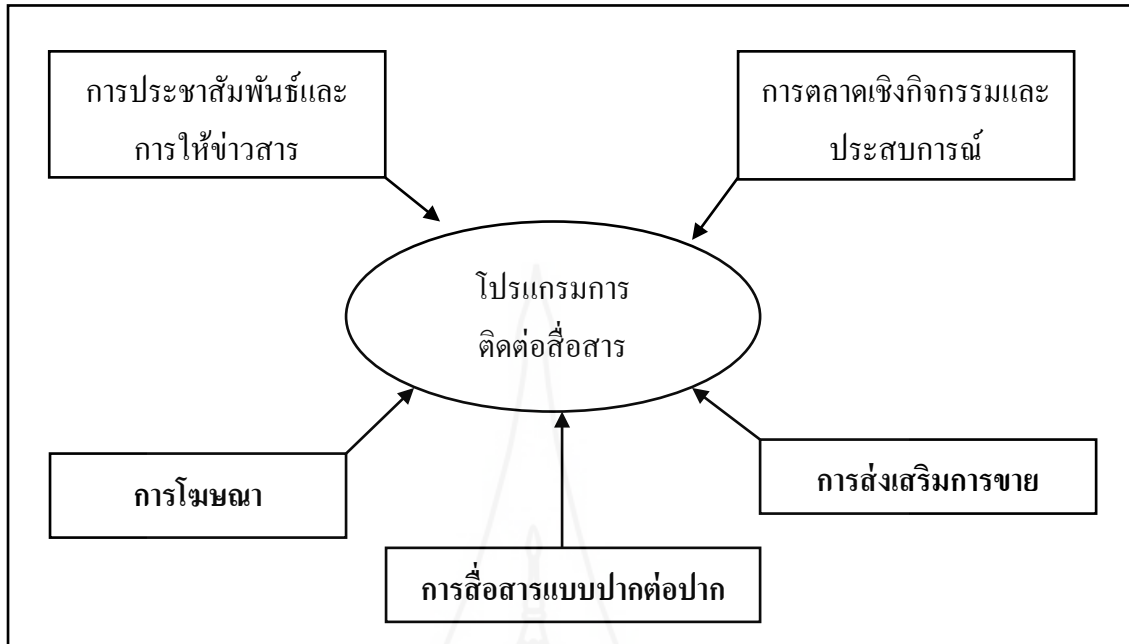 การประชาสัมพันธ์และ
การให้ข่าวสาร
การตลาดเชิงกิจกรรมและ
ประสบการณ์
โปรแกรมการ
ติดต่อสื่อสาร
การโฆษณา
การส่งเสริมการขาย
การสื่อสารแบบปากต่อปาก